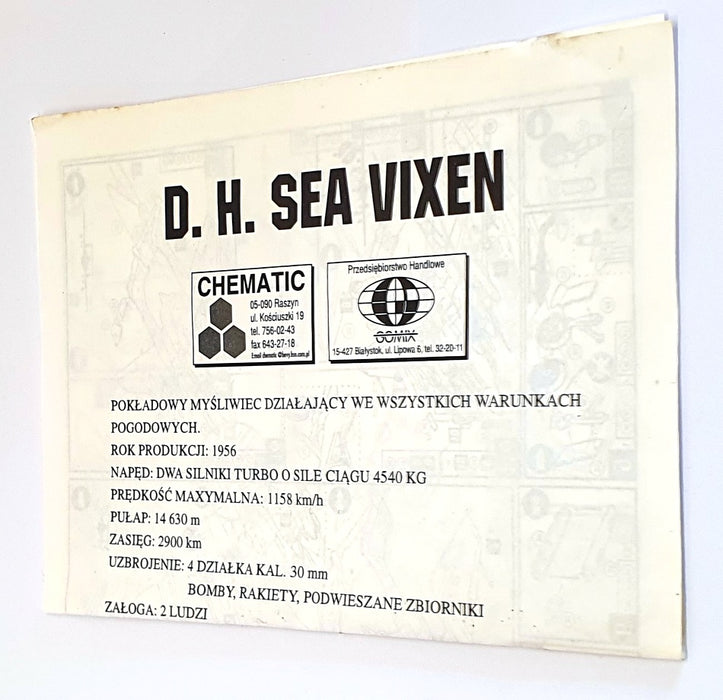 D. H. SEA VIXEN
CHEMATIC
05-090 Raszyn
ul. Kościuszki 19
tel. 756-02-43
fax 643-27-18
Przedsiębiorstwo Handlowe
GOMIX
15-427 Białystok, ul. Lipowa 6, tel. 32-20-11
POKŁADOWY MYŚLIWIEC DZIAŁAJĄCY WE WSZYSTKICH WARUNKACH
POGODOWYCH.
ROK PRODUKCJI: 1956
NAPĘD: DWA SILNIKI TURBO O SILE CIĄGU 4540 KG
PRĘDKOŚĆ MAXYMALNA: 1158 km/h
PUŁAP: 14 630 m
ZASIĘG: 2900 km
UZBROJENIE: 4 DZIAŁKA KAL. 30 mm
BOMBY, RAKIETY, PODWIESZANE ZBIORNIKI
ZAŁOGA: 2 LUDZI